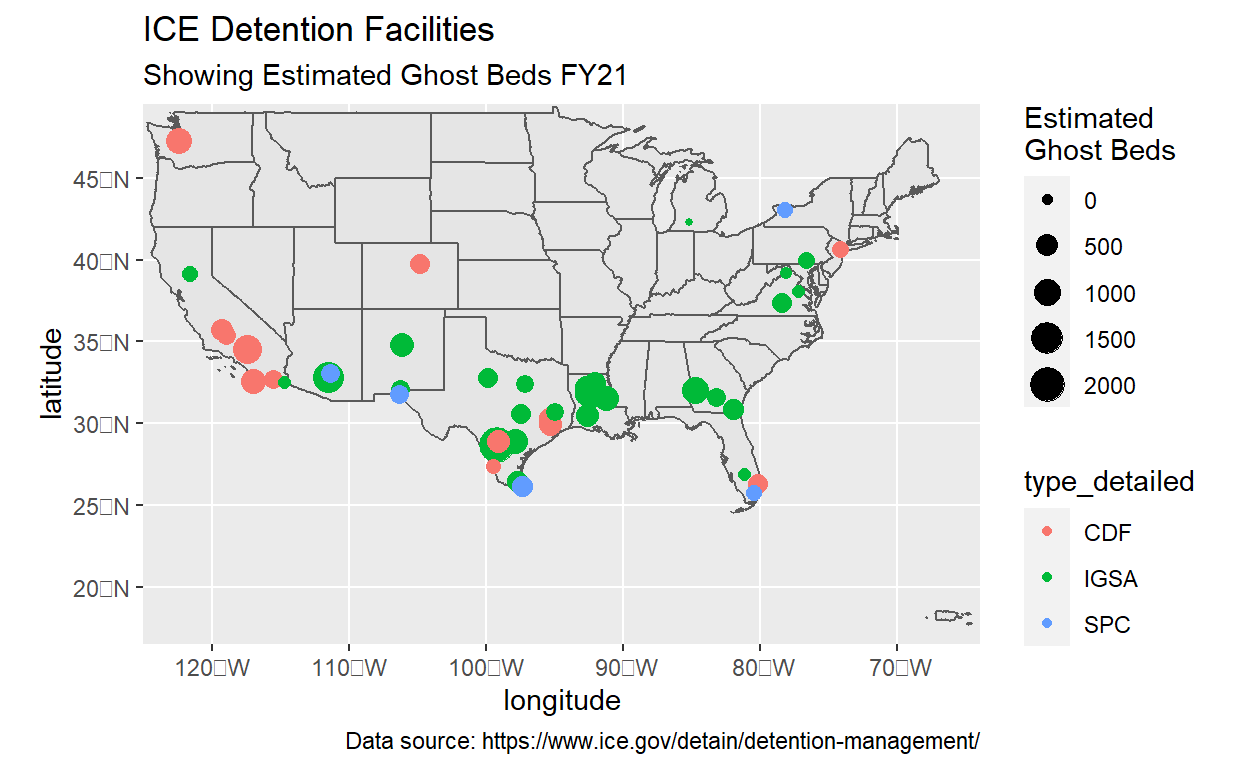 ICE Detention Facilities
Showing Estimated Ghost Beds FY21
45□N
40□N
35□N
30□N
25□N
20□N
latitude
120□W
110□W
100□W
90□W
80□W
70□W
longitude
Data source: https://www.ice.gov/detain/detention-management/
Estimated
Ghost Beds
0
500
1000
1500
2000
type_detailed
CDF
IGSA
SPC